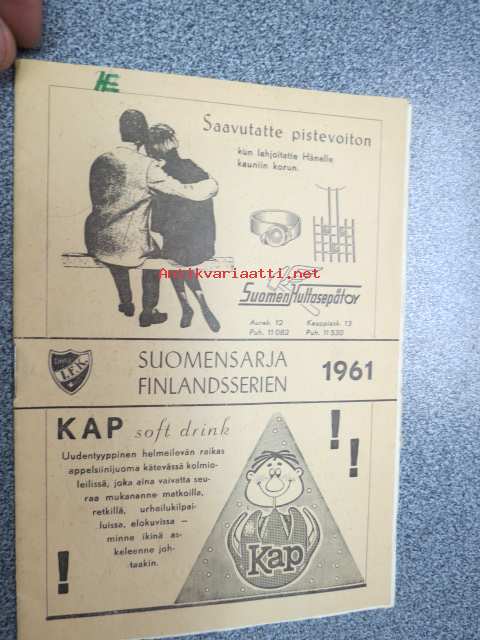 Æ
Saavutatte pistevoiton
kun lahjoitatte Hänelle
kauniin korun.
Antikvariaatti.net
Suomen Kultasepät OY
Aurak. 12 Kauppiask. 13
Puh. 11 082 Puh. 11 530
I.F.K.
SUOMENSARJA
FINLANDSSERIEN
1961
KAP soft drink
Uudentyyppinen helmeilevän raikas
appelsiinijuoma kätevässä kolmio-
leilissä, joka aina vaivatta seu-
raa mukananne matkoilla,
retkillä, urheilukilpai-
luissa, elokuvissa –
minne ikinä as-
keleenne joh-
taakin.
!
! !
Kap